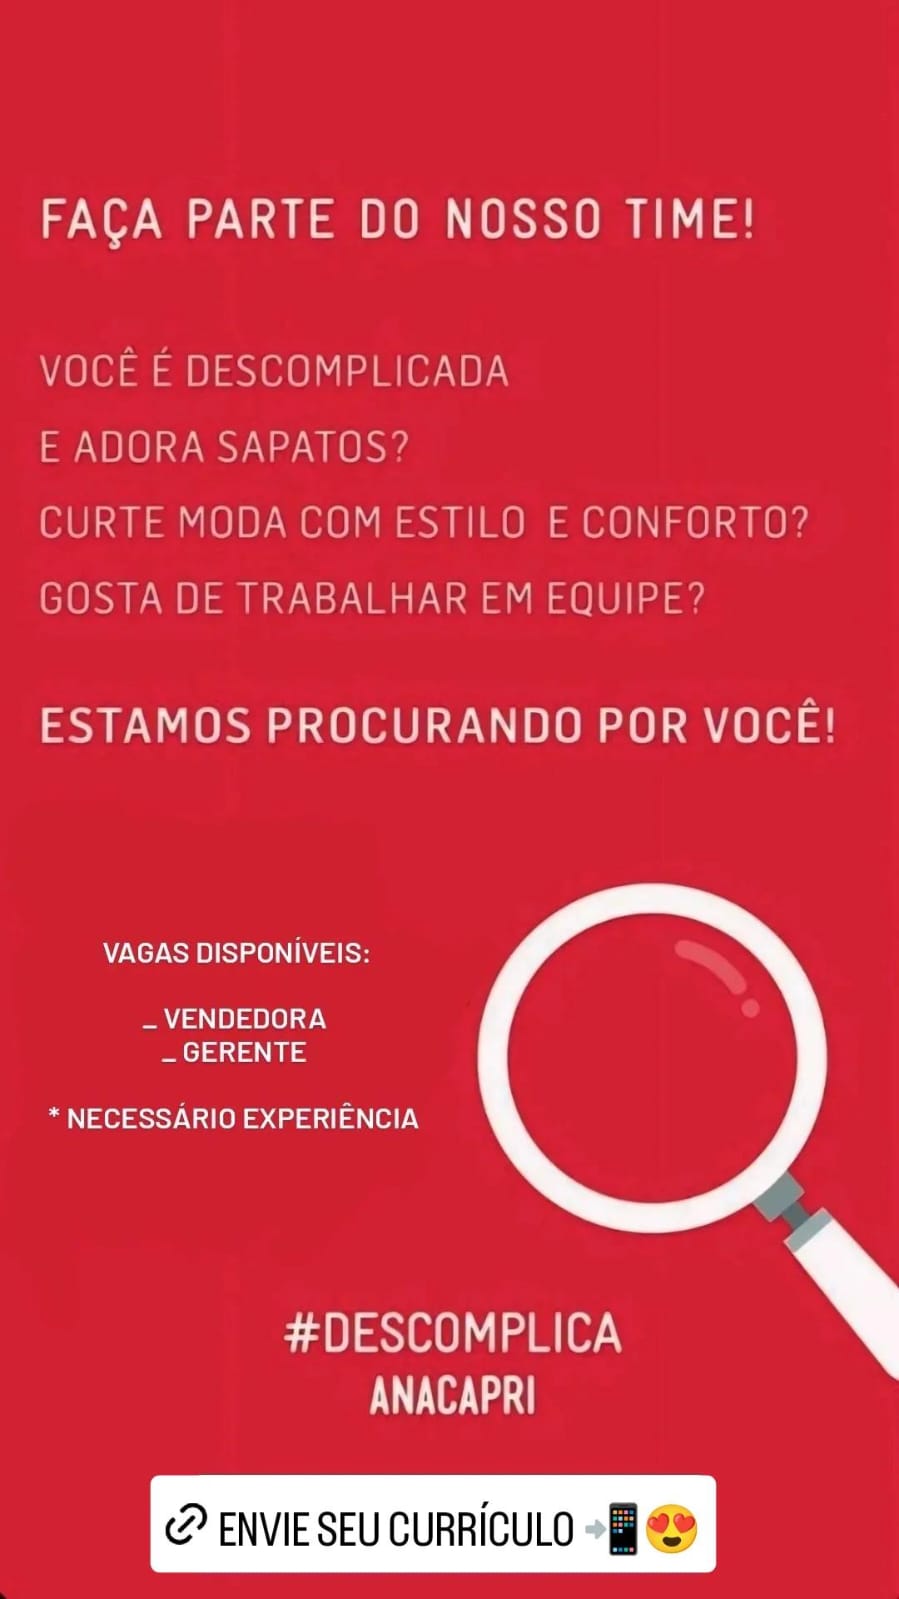 FAÇA PARTE DO NOSSO TIME!
VOCÊ É DESCOMPLICADA
E ADORA SAPATOS?
CURTE MODA COM ESTILO E CONFORTO?
GOSTA DE TRABALHAR EM EQUIPE?
ESTAMOS PROCURANDO POR VOCÊ!
VAGAS DISPONÍVEIS:
_ VENDEDORA
_ GERENTE
* NECESSÁRIO EXPERIÊNCIA
#DESCOMPLICA
ANACAPRI
ENVIE SEU CURRÍCULO